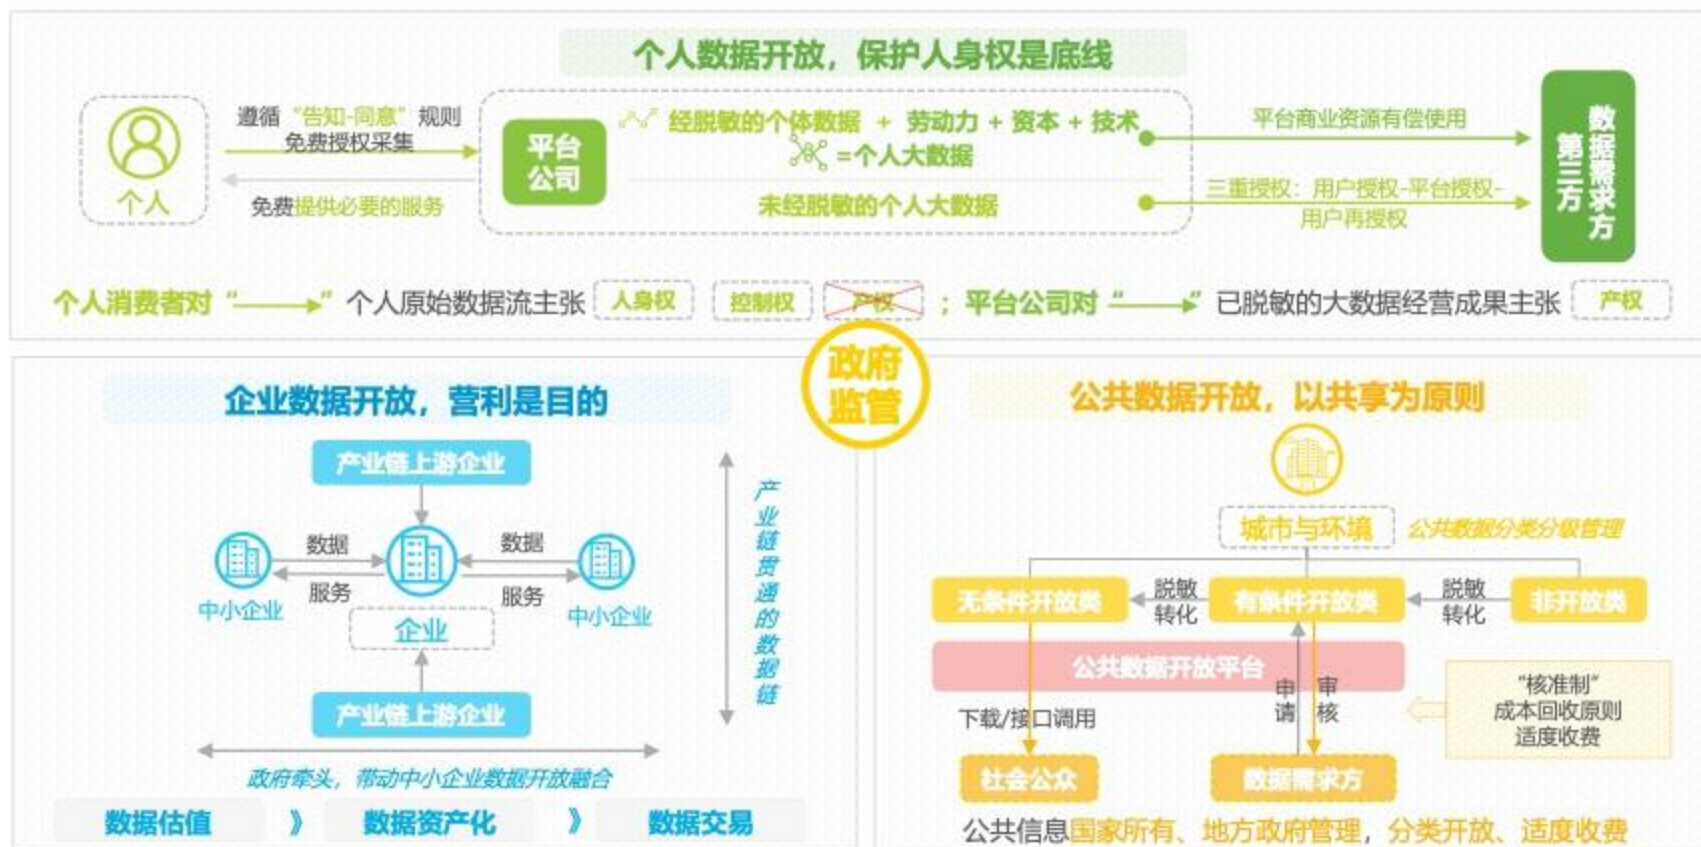 个人数据开放，保护人身权是底线
遵循“告知-同意”规则
免费授权采集
个人
免费提供必要的服务
平台
公司
经脱敏的个体数据 + 劳动力 + 资本 + 技术
=个人大数据
未经脱敏的个人大数据
平台商业资源有偿使用
三重授权：用户授权-平台授权-
用户再授权
数据需求方
第三方
个人消费者对“ ”个人原始数据流主张 人身权 控制权 产权 ；平台公司对“ ”已脱敏的大数据经营成果主张 产权
政府
监管
企业数据开放，营利是目的
产业链上游企业
数据
数据
服务
服务
中小企业
中小企业
企业
产业链上游企业
产业链贯通的数据链
政府牵头，带动中小企业数据开放融合
数据估值 》 数据资产化 》 数据交易
公共数据开放，以共享为原则
城市与环境
公共数据分类分级管理
无条件开放类
脱敏
转化
有条件开放类
脱敏
转化
非开放类
公共数据开放平台
下载/接口调用
申请
审核
“核准制”
成本回收原则
适度收费
社会公众
数据需求方
公共信息国家所有、地方政府管理，分类开放、适度收费